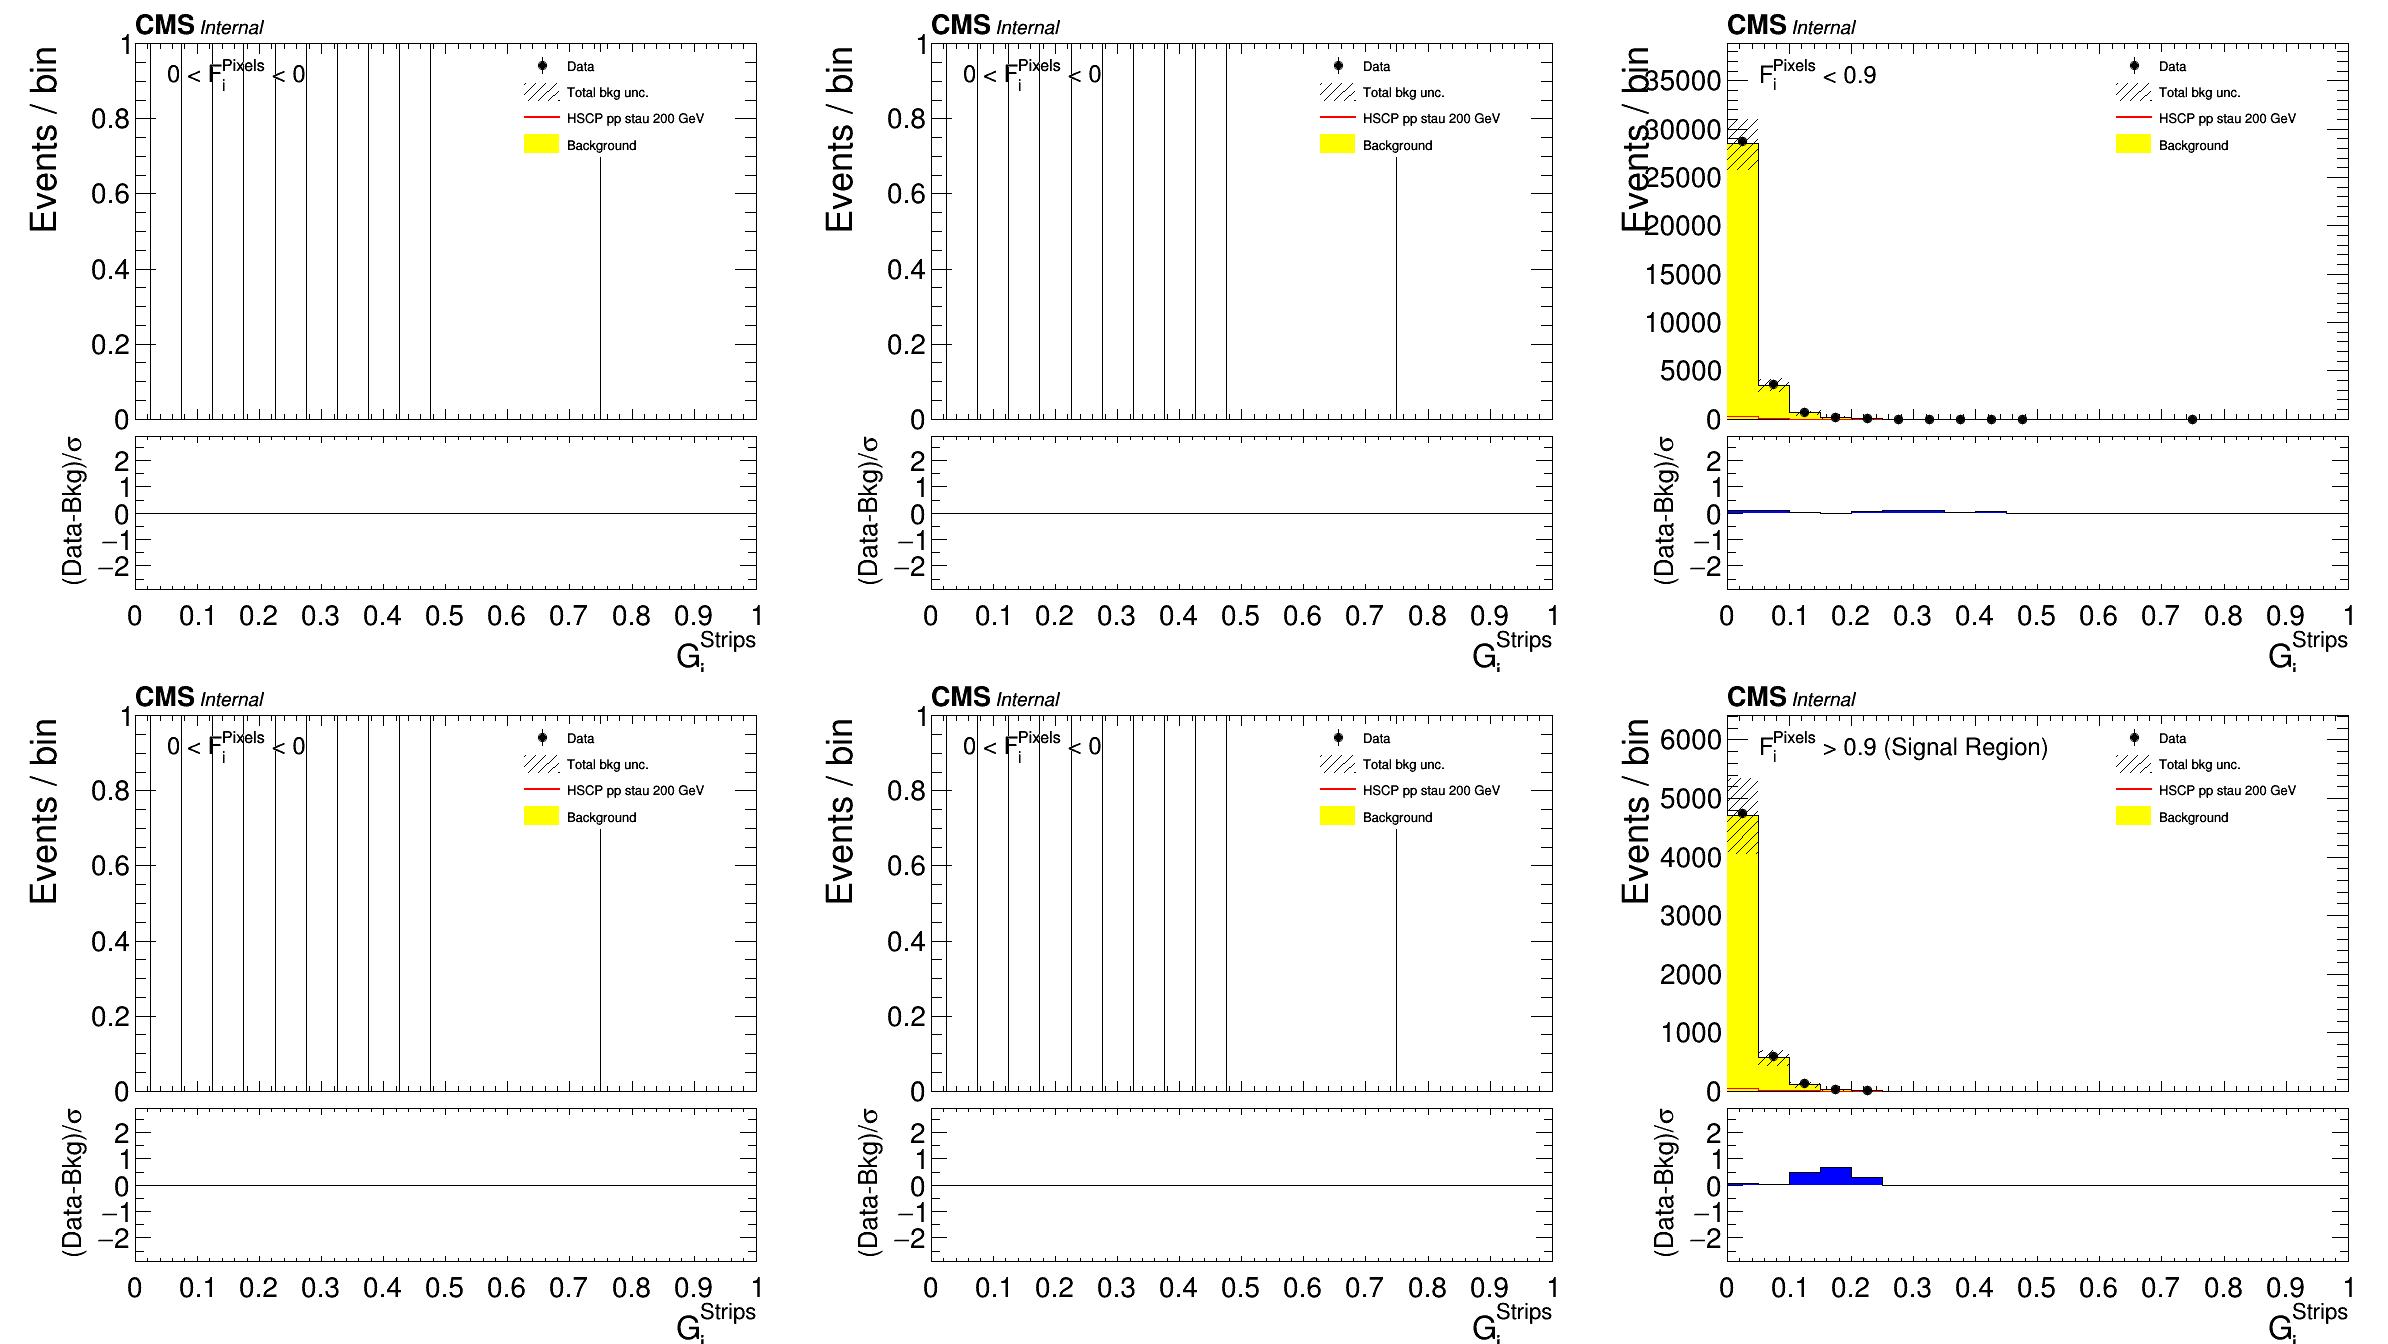 CMS Internal
Events / bin
0 < F_i^Pixels < 0
Data
Total bkg unc.
HSCP pp stau 200 GeV
Background
1
0.8
0.6
0.4
0.2
0
(Data-Bkg)/σ
2
1
0
−1
−2
0 0.1 0.2 0.3 0.4 0.5 0.6 0.7 0.8 0.9 1
G_i^Strips
CMS Internal
Events / bin
0 < F_i^Pixels < 0
Data
Total bkg unc.
HSCP pp stau 200 GeV
Background
1
0.8
0.6
0.4
0.2
0
(Data-Bkg)/σ
2
1
0
−1
−2
0 0.1 0.2 0.3 0.4 0.5 0.6 0.7 0.8 0.9 1
G_i^Strips
CMS Internal
Events / bin
F_i^Pixels < 0.9
Data
Total bkg unc.
HSCP pp stau 200 GeV
Background
35000
30000
25000
20000
15000
10000
5000
0
(Data-Bkg)/σ
2
1
0
−1
−2
0 0.1 0.2 0.3 0.4 0.5 0.6 0.7 0.8 0.9 1
G_i^Strips
CMS Internal
Events / bin
0 < F_i^Pixels < 0
Data
Total bkg unc.
HSCP pp stau 200 GeV
Background
1
0.8
0.6
0.4
0.2
0
(Data-Bkg)/σ
2
1
0
−1
−2
0 0.1 0.2 0.3 0.4 0.5 0.6 0.7 0.8 0.9 1
G_i^Strips
CMS Internal
Events / bin
0 < F_i^Pixels < 0
Data
Total bkg unc.
HSCP pp stau 200 GeV
Background
1
0.8
0.6
0.4
0.2
0
(Data-Bkg)/σ
2
1
0
−1
−2
0 0.1 0.2 0.3 0.4 0.5 0.6 0.7 0.8 0.9 1
G_i^Strips
CMS Internal
Events / bin
F_i^Pixels > 0.9 (Signal Region)
Data
Total bkg unc.
HSCP pp stau 200 GeV
Background
6000
5000
4000
3000
2000
1000
0
(Data-Bkg)/σ
2
1
0
−1
−2
0 0.1 0.2 0.3 0.4 0.5 0.6 0.7 0.8 0.9 1
G_i^Strips